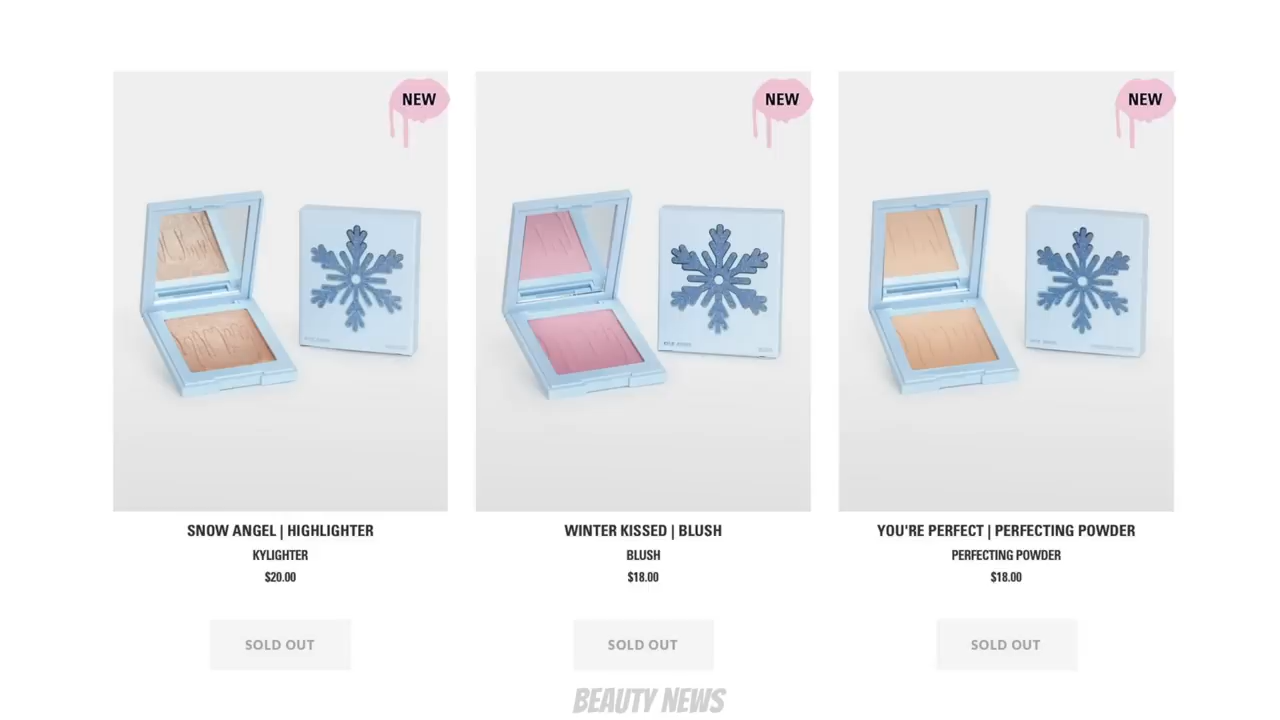 NEW
NEW
NEW
SNOW ANGEL | HIGHLIGHTER
KYLIGHTER
$20.00
SOLD OUT
WINTER KISSED | BLUSH
BLUSH
$18.00
SOLD OUT
YOU'RE PERFECT | PERFECTING POWDER
PERFECTING POWDER
$18.00
SOLD OUT
BEAUTY NEWS